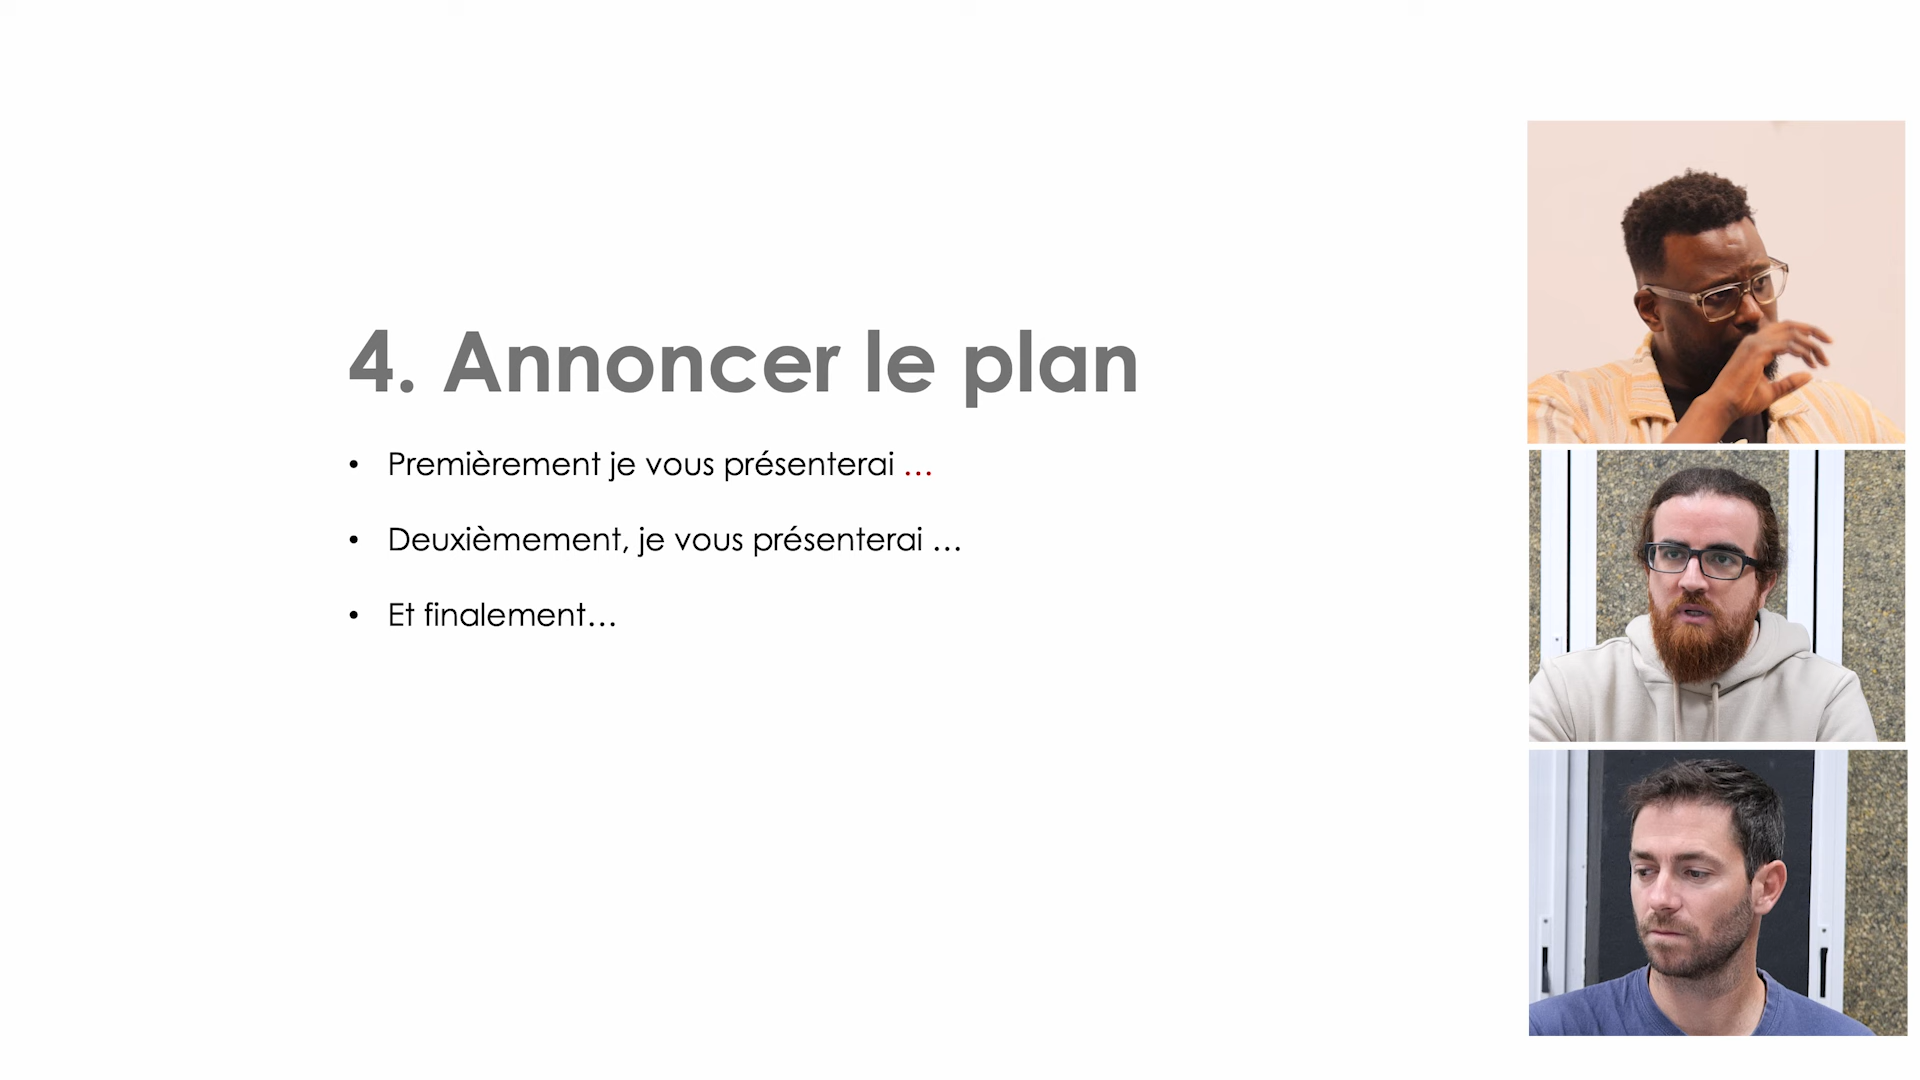 4. Annoncer le plan
• Premièrement je vous présenterai …
• Deuxièmement, je vous présenterai …
• Et finalement…